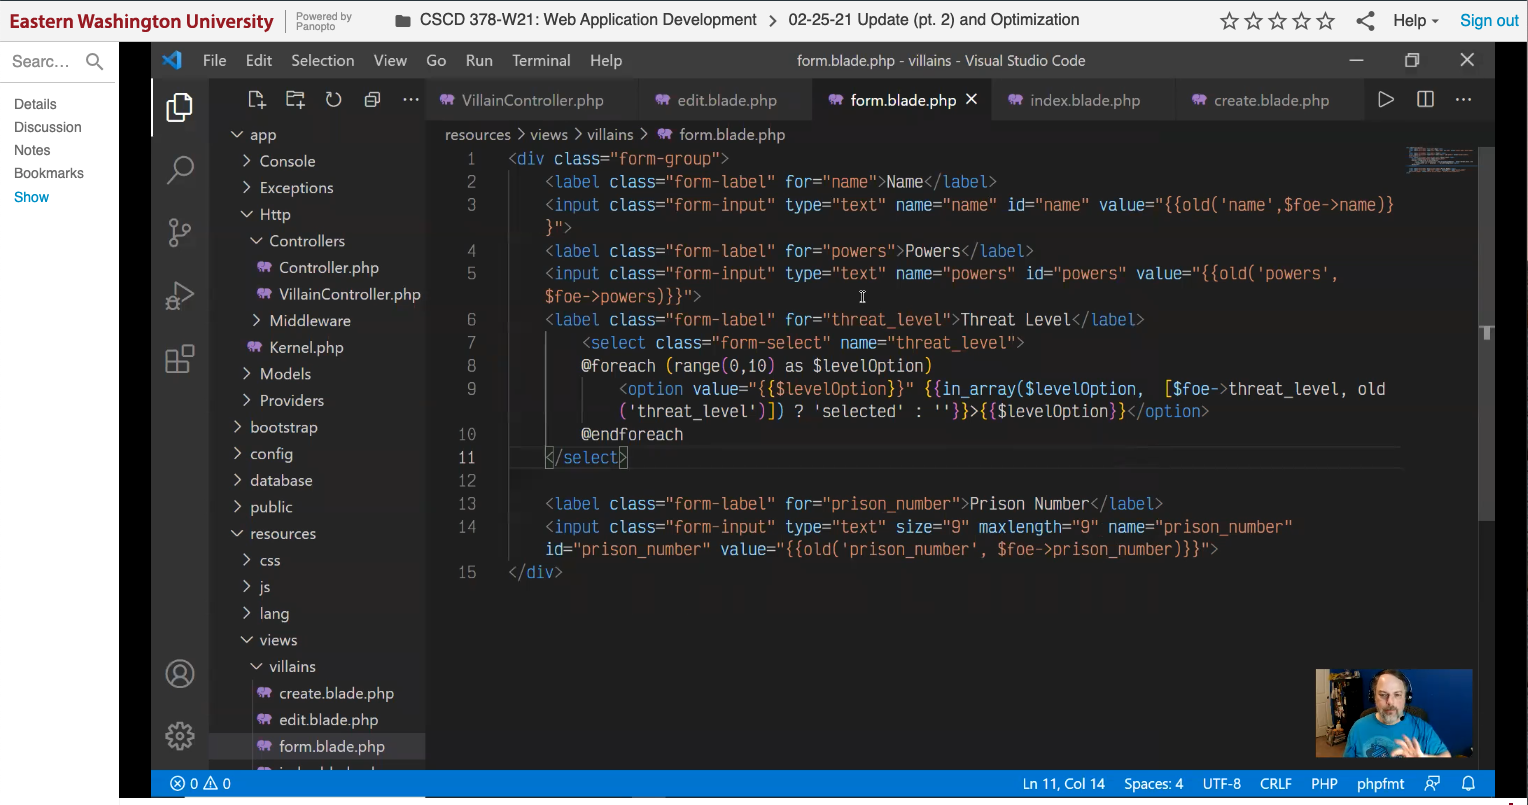 Eastern Washington University
Powered by
Panopto
CSCD 378-W21: Web Application Development > 02-25-21 Update (pt. 2) and Optimization
Help
Sign out
Searc...
Details
Discussion
Notes
Bookmarks
Show
File Edit Selection View Go Run Terminal Help
form.blade.php - villains - Visual Studio Code
VillainController.php
edit.blade.php
form.blade.php
index.blade.php
create.blade.php
app
Console
Exceptions
Http
Controllers
Controller.php
VillainController.php
Middleware
Kernel.php
Models
Providers
bootstrap
config
database
public
resources
css
js
lang
views
villains
create.blade.php
edit.blade.php
form.blade.php
resources > views > villains > form.blade.php
1 <div class="form-group">
2 <label class="form-label" for="name">Name</label>
3 <input class="form-input" type="text" name="name" id="name" value="{{old('name',$foe->name)}
}">
4 <label class="form-label" for="powers">Powers</label>
5 <input class="form-input" type="text" name="powers" id="powers" value="{{old('powers',
$foe->powers)}}">
6 <label class="form-label" for="threat_level">Threat Level</label>
7 <select class="form-select" name="threat_level">
8 @foreach (range(0,10) as $levelOption)
9 <option value="{{$levelOption}}" {{in_array($levelOption, [$foe->threat_level, old
('threat_level')]) ? 'selected' : ''}}>{{$levelOption}}</option>
10 @endforeach
11 </select>
12
13 <label class="form-label" for="prison_number">Prison Number</label>
14 <input class="form-input" type="text" size="9" maxlength="9" name="prison_number"
id="prison_number" value="{{old('prison_number', $foe->prison_number)}}">
15 </div>
0 0
Ln 11, Col 14 Spaces: 4 UTF-8 CRLF PHP phpfmt